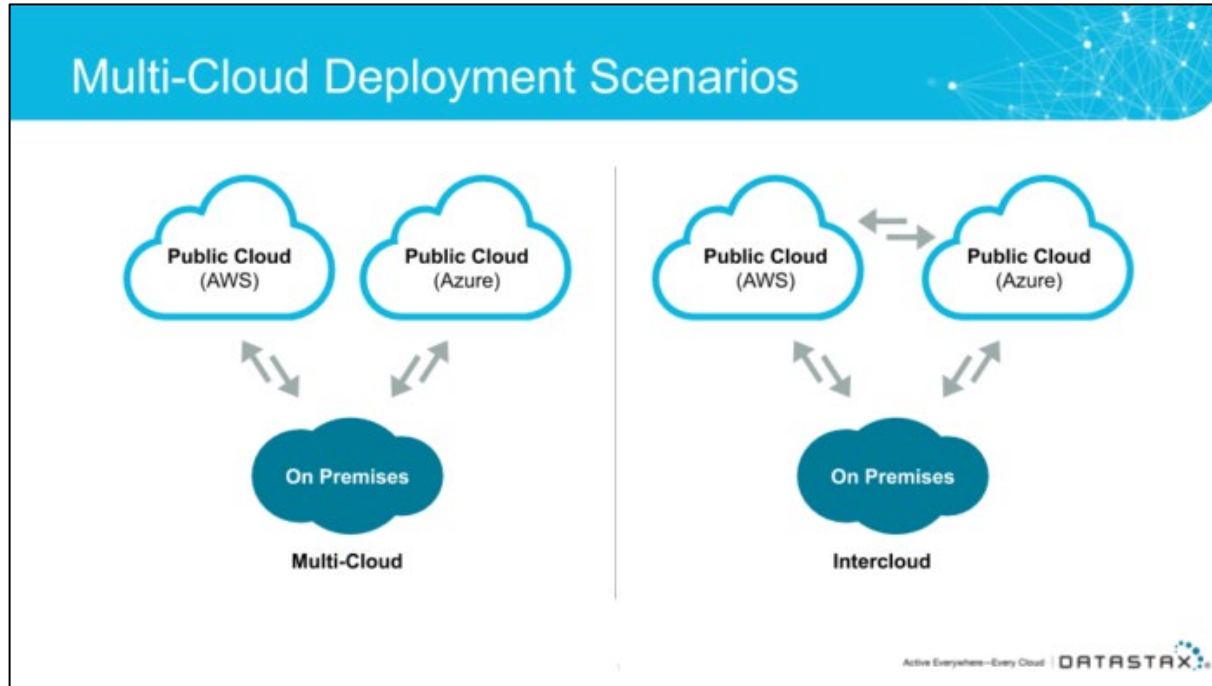 Multi-Cloud Deployment Scenarios
Public Cloud
(AWS)
Public Cloud
(Azure)
On Premises
Multi-Cloud
Public Cloud
(AWS)
Public Cloud
(Azure)
On Premises
Intercloud
Active Everywhere—Every Cloud
DATASTAX